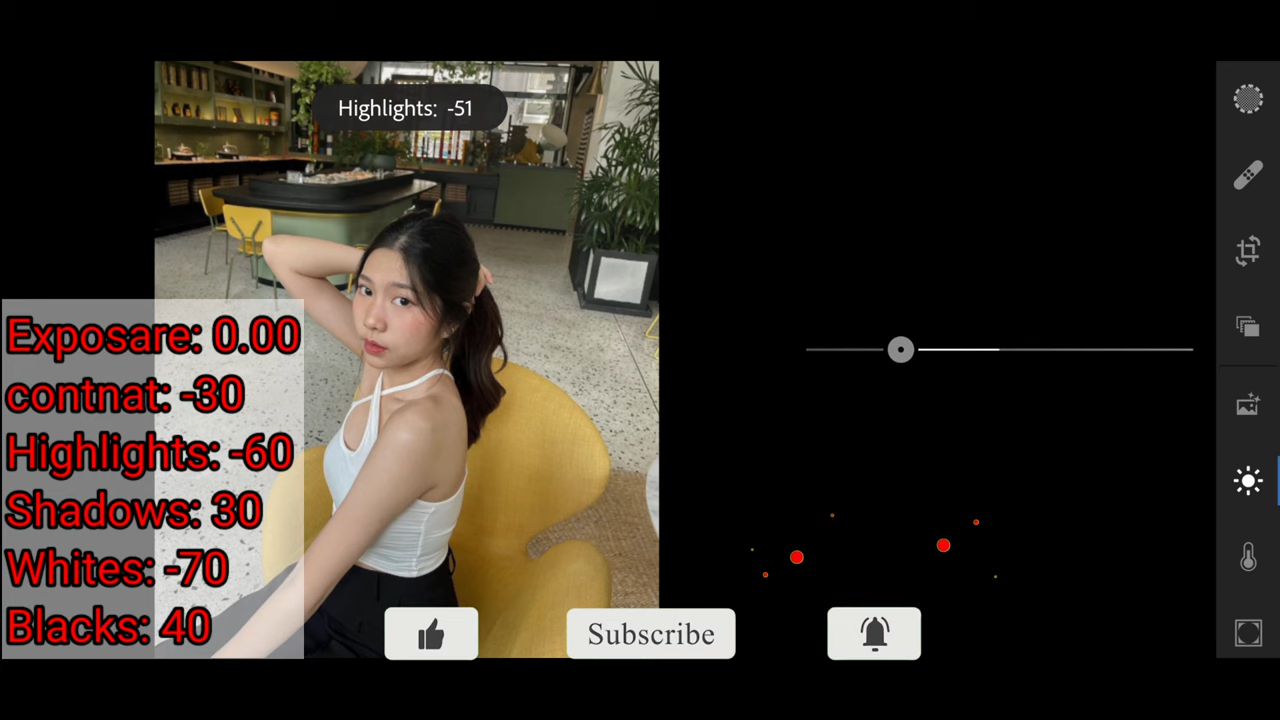 Highlights: -51
Exposare: 0.00
contnat: -30
Highlights: -60
Shadows: 30
Whites: -70
Blacks: 40
Subscribe